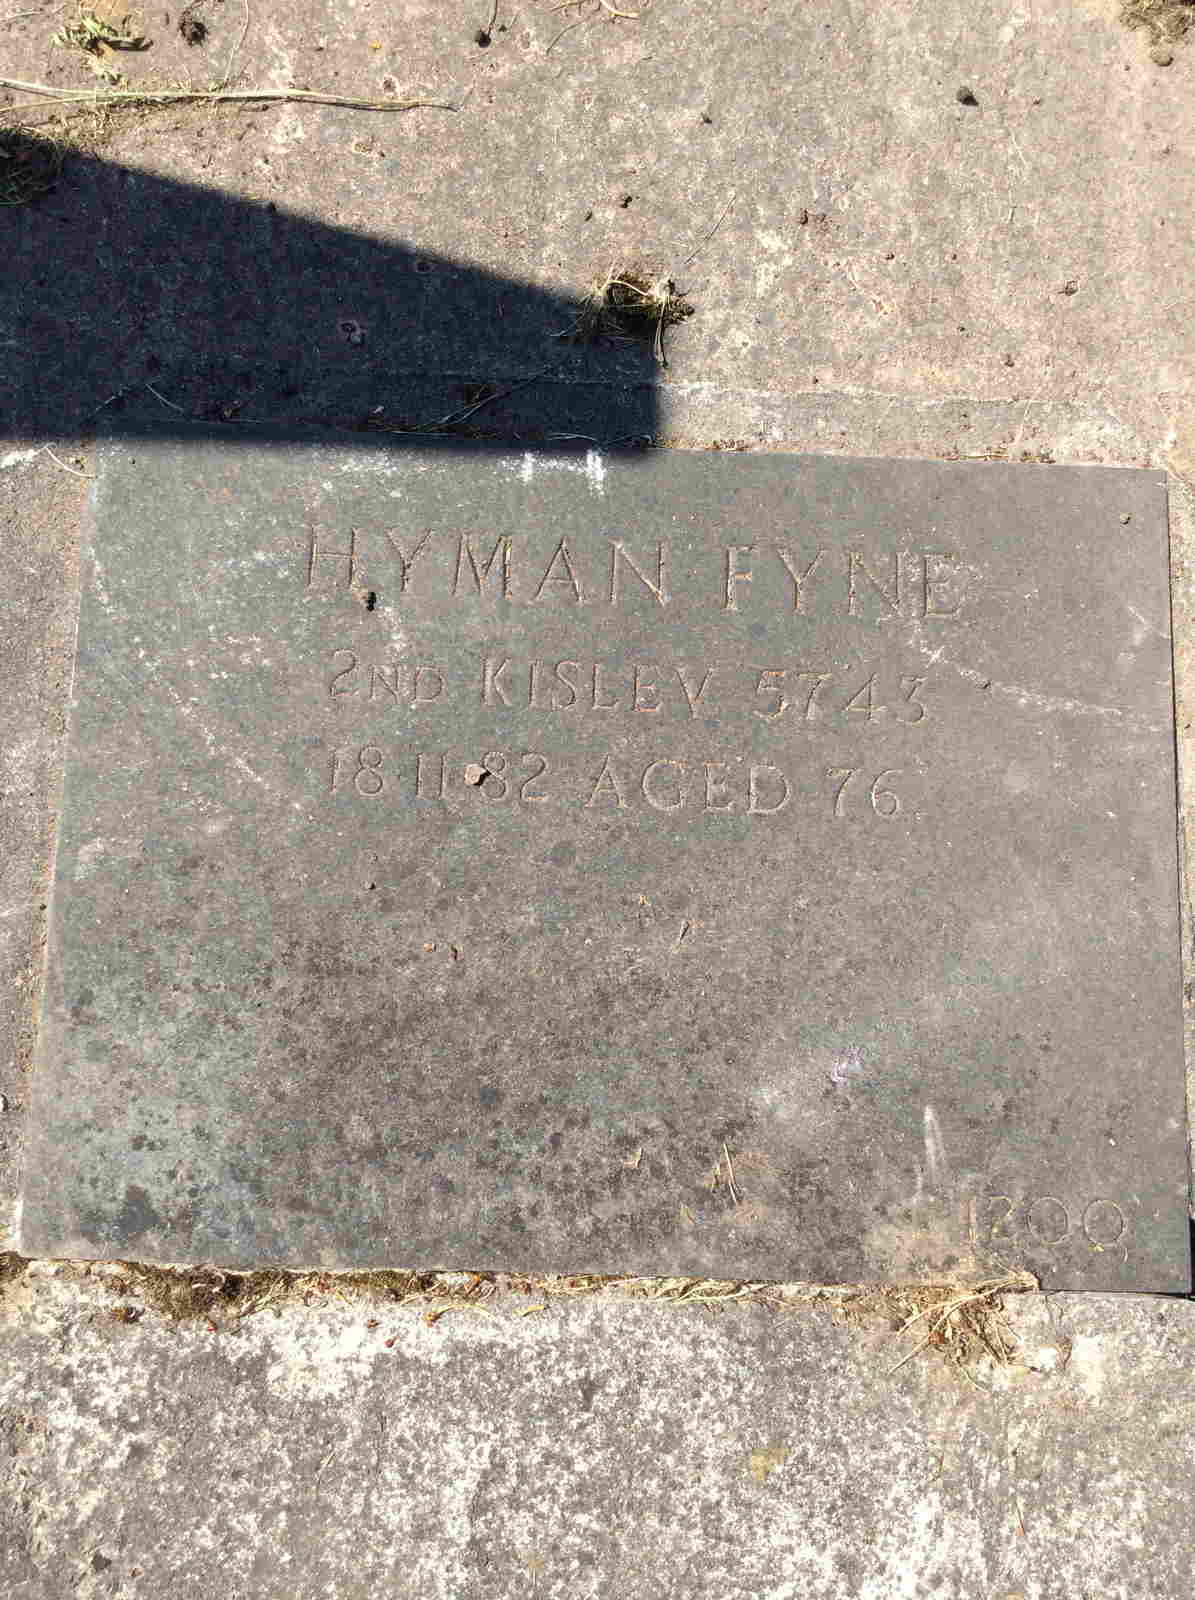 HYMAN FYNE
2ND KISLEV 5743
18 11 82 AGED 76
1200